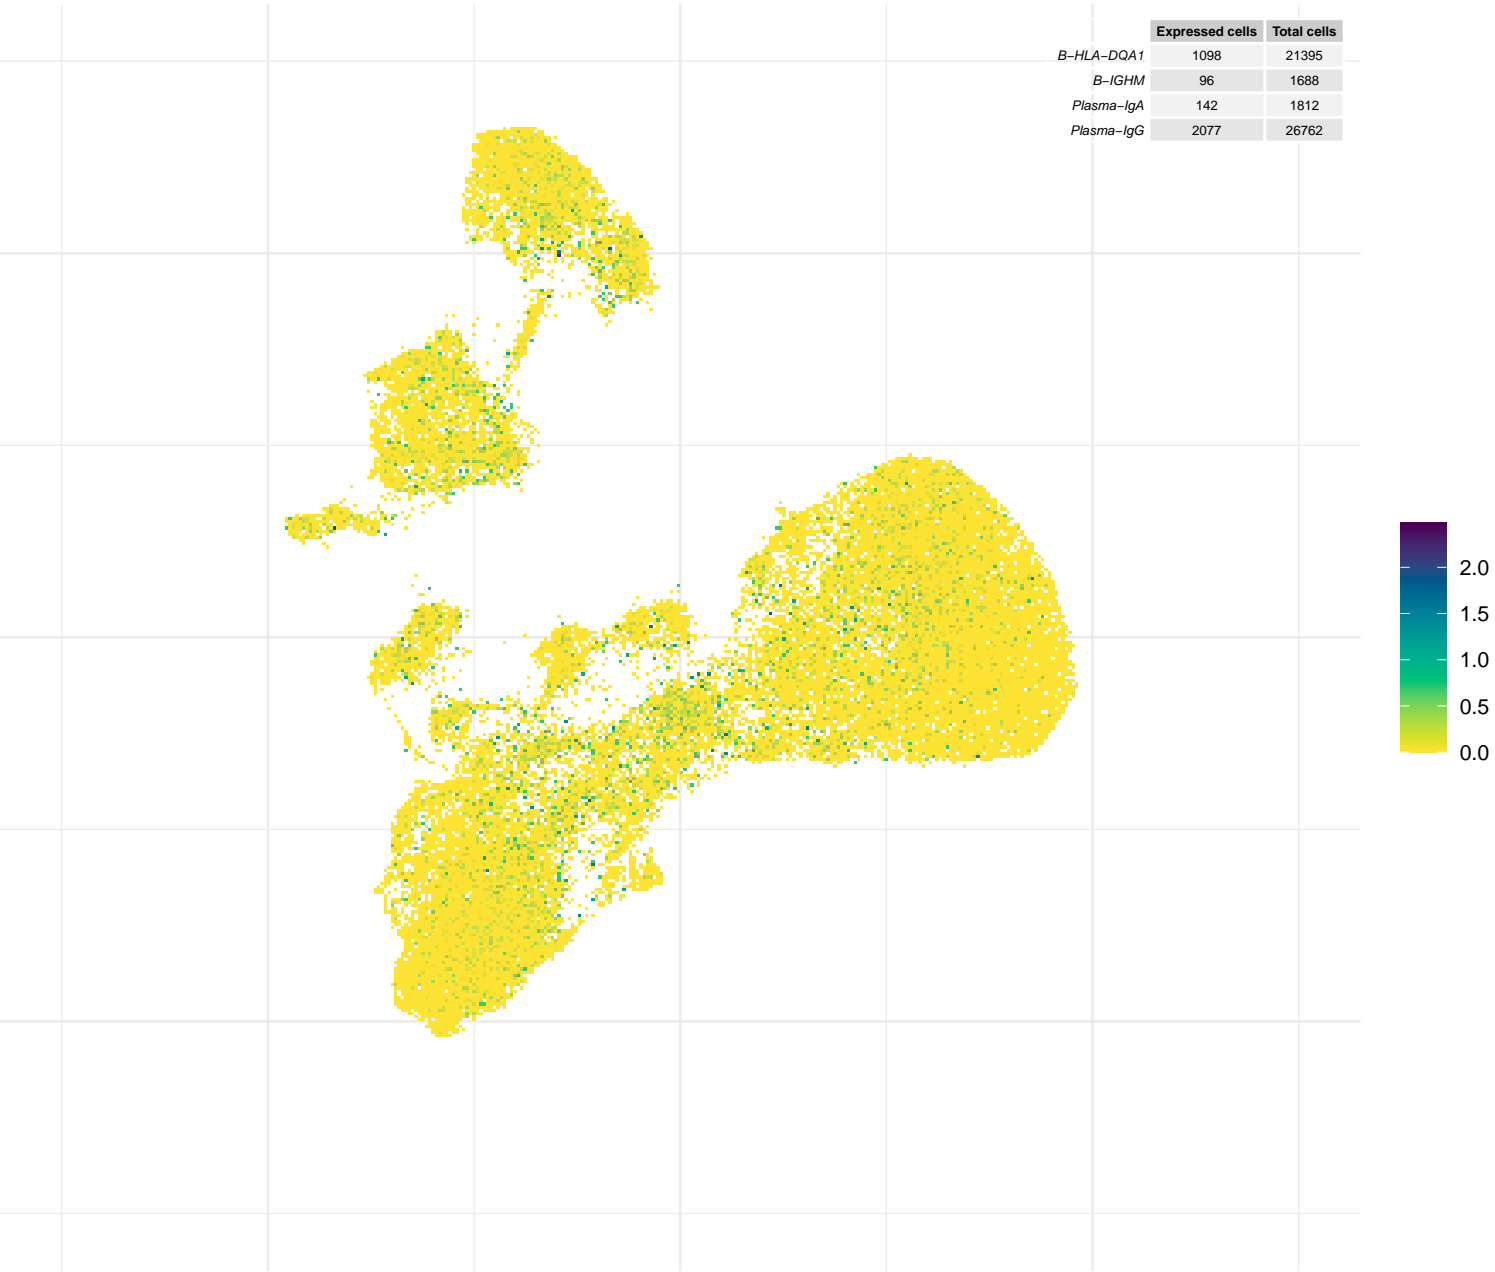 Expressed cells Total cells
B−HLA−DQA1 1098 21395
B−IGHM 96 1688
Plasma−IgA 142 1812
Plasma−IgG 2077 26762
2.0
1.5
1.0
0.5
0.0